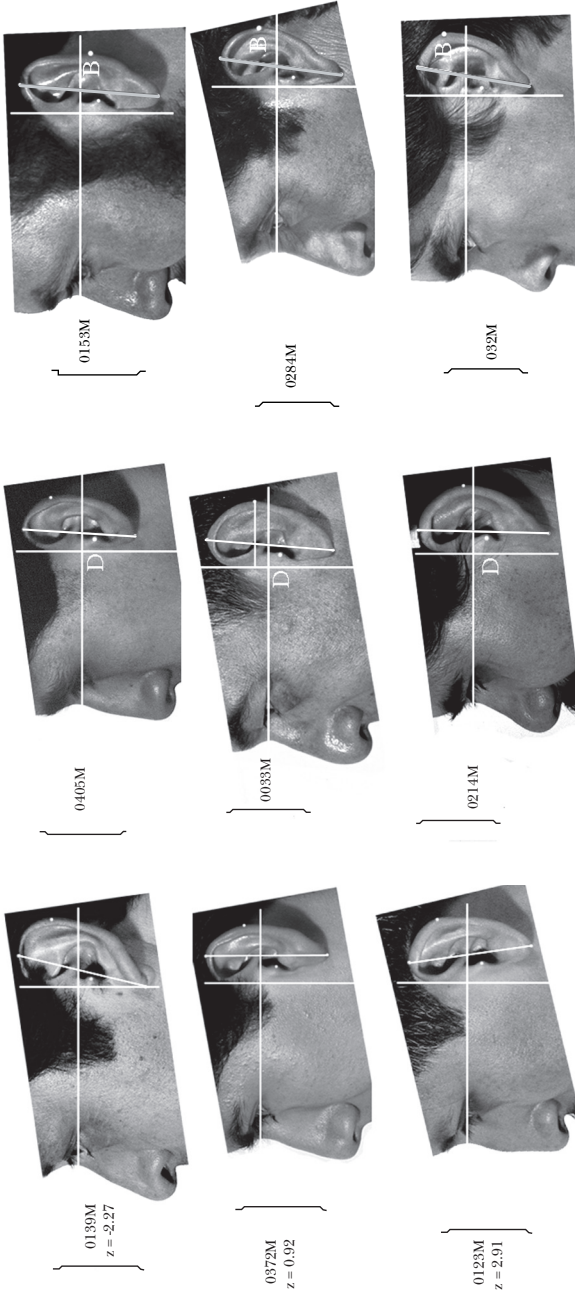 0139M
z = -2.27
0405M
D
0153M
B
0372M
z = 0.92
0033M
D
0284M
B
0123M
z = 2.91
0214M
D
032M
B